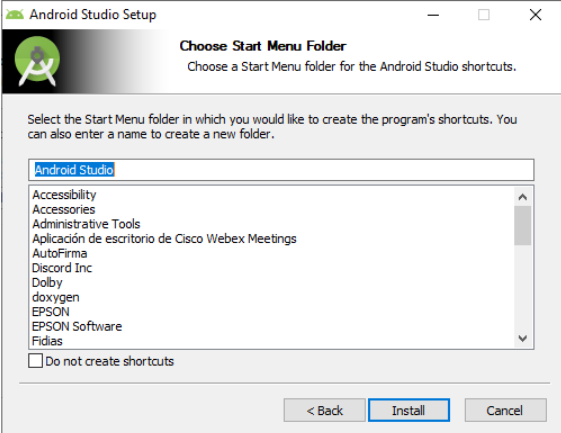 Android Studio Setup
Choose Start Menu Folder
Choose a Start Menu folder for the Android Studio shortcuts.
Select the Start Menu folder in which you would like to create the program's shortcuts. You
can also enter a name to create a new folder.
Android Studio
Accessibility
Accessories
Administrative Tools
Aplicación de escritorio de Cisco Webex Meetings
AutoFirma
Discord Inc
Dolby
doxygen
EPSON
EPSON Software
Fidias
Do not create shortcuts
< Back
Install
Cancel